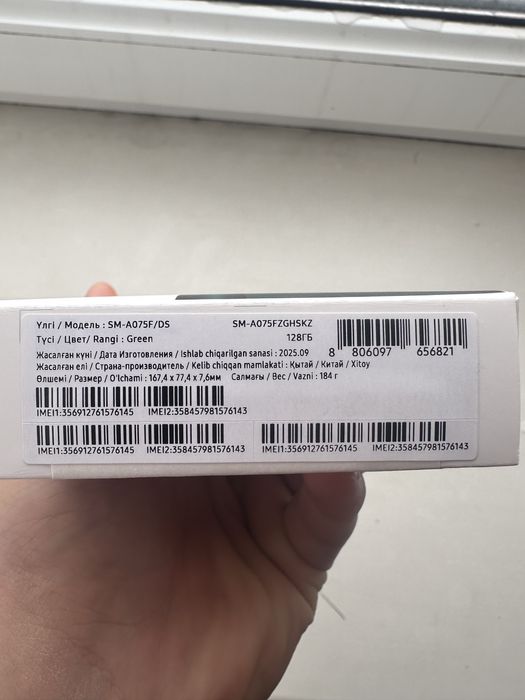 Үлгі / Модель : SM-A075F/DS SM-A075FZGHSKZ
Түсі / Цвет/ Rangi : Green 128ГБ
8 806097 656821
Жасалған күні / Дата Изготовления / Ishlab chiqarilgan sanasi : 2025.09
Жасалған елі / Страна-производитель / Kelib chiqqan mamlakati : Қытай / Китай / Xitoy
Өлшемі / Размер / O'lchami : 167,4 x 77,4 x 7,6мм Салмағы / Вес / Vazni : 184 г
IMEI1:356912761576145 IMEI2:358457981576143
IMEI1:356912761576145 IMEI2:358457981576143 IMEI1:356912761576145 IMEI2:358457981576143